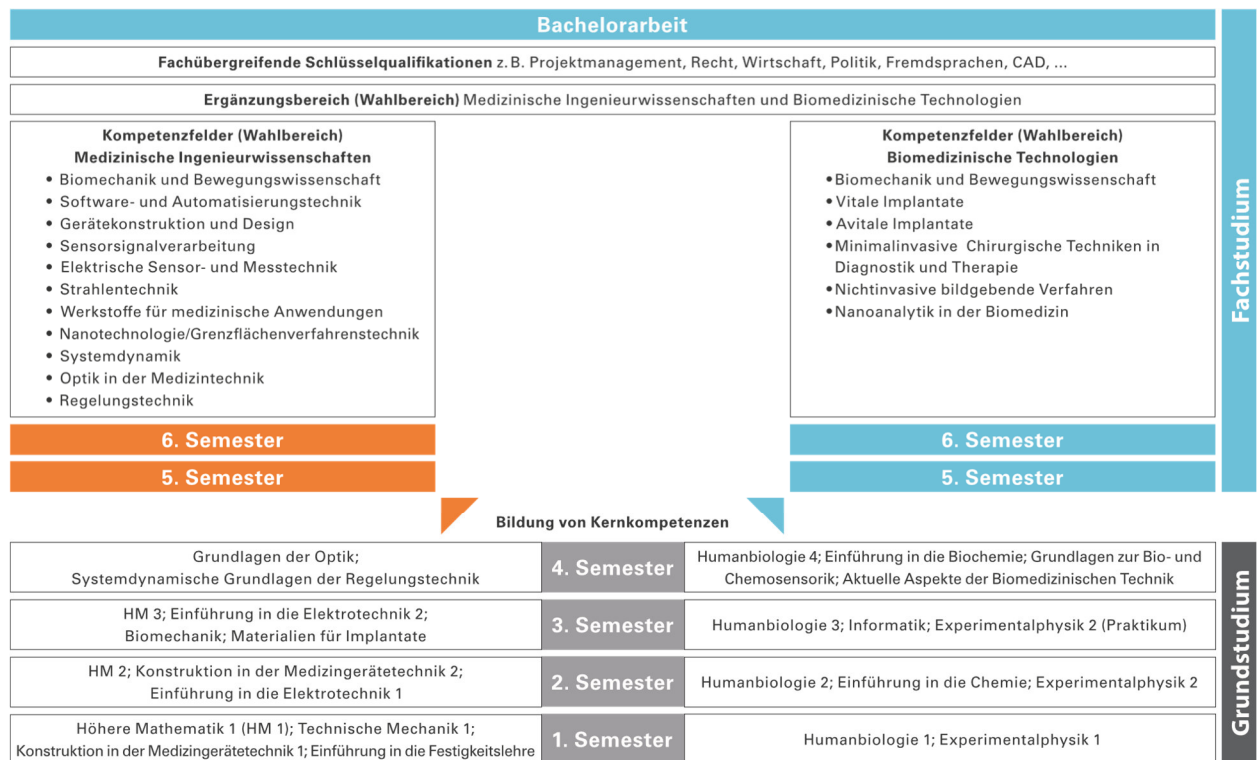 Bachelorarbeit
Fachübergreifende Schlüsselqualifikationen z. B. Projektmanagement, Recht, Wirtschaft, Politik, Fremdsprachen, CAD, ...
Ergänzungsbereich (Wahlbereich) Medizinische Ingenieurwissenschaften und Biomedizinische Technologien
Kompetenzfelder (Wahlbereich)
Medizinische Ingenieurwissenschaften
• Biomechanik und Bewegungswissenschaft
• Software- und Automatisierungstechnik
• Gerätekonstruktion und Design
• Sensorsignalverarbeitung
• Elektrische Sensor- und Messtechnik
• Strahlentechnik
• Werkstoffe für medizinische Anwendungen
• Nanotechnologie/Grenzflächenverfahrenstechnik
• Systemdynamik
• Optik in der Medizintechnik
• Regelungstechnik
6. Semester
5. Semester
Kompetenzfelder (Wahlbereich)
Biomedizinische Technologien
• Biomechanik und Bewegungswissenschaft
• Vitale Implantate
• Avitale Implantate
• Minimalinvasive Chirurgische Techniken in
Diagnostik und Therapie
• Nichtinvasive bildgebende Verfahren
• Nanoanalytik in der Biomedizin
6. Semester
5. Semester
Fachstudium
Bildung von Kernkompetenzen
Grundlagen der Optik;
Systemdynamische Grundlagen der Regelungstechnik
4. Semester
Humanbiologie 4; Einführung in die Biochemie; Grundlagen zur Bio- und
Chemosensorik; Aktuelle Aspekte der Biomedizinischen Technik
HM 3; Einführung in die Elektrotechnik 2;
Biomechanik; Materialien für Implantate
3. Semester
Humanbiologie 3; Informatik; Experimentalphysik 2 (Praktikum)
HM 2; Konstruktion in der Medizingerätetechnik 2;
Einführung in die Elektrotechnik 1
2. Semester
Humanbiologie 2; Einführung in die Chemie; Experimentalphysik 2
Höhere Mathematik 1 (HM 1); Technische Mechanik 1;
Konstruktion in der Medizingerätetechnik 1; Einführung in die Festigkeitslehre
1. Semester
Humanbiologie 1; Experimentalphysik 1
Grundstudium